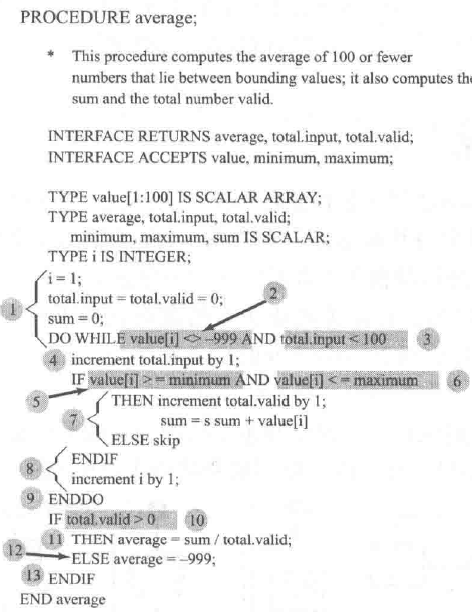 PROCEDURE average;
* This procedure computes the average of 100 or fewer
numbers that lie between bounding values; it also computes the
sum and the total number valid.
INTERFACE RETURNS average, total.input, total.valid;
INTERFACE ACCEPTS value, minimum, maximum;
TYPE value[1:100] IS SCALAR ARRAY;
TYPE average, total.input, total.valid;
minimum, maximum, sum IS SCALAR;
TYPE i IS INTEGER;
i = 1;
1 total.input = total.valid = 0; 2
sum = 0;
DO WHILE value[i] <> –999 AND total.input < 100 3
4 increment total.input by 1;
IF value[i] > = minimum AND value[i] < = maximum 6
5 THEN increment total.valid by 1;
7 sum = s sum + value[i]
ELSE skip
8 ENDIF
increment i by 1;
9 ENDDO
IF total.valid > 0 10
11 THEN average = sum / total.valid;
12 ELSE average = –999;
13 ENDIF
END average